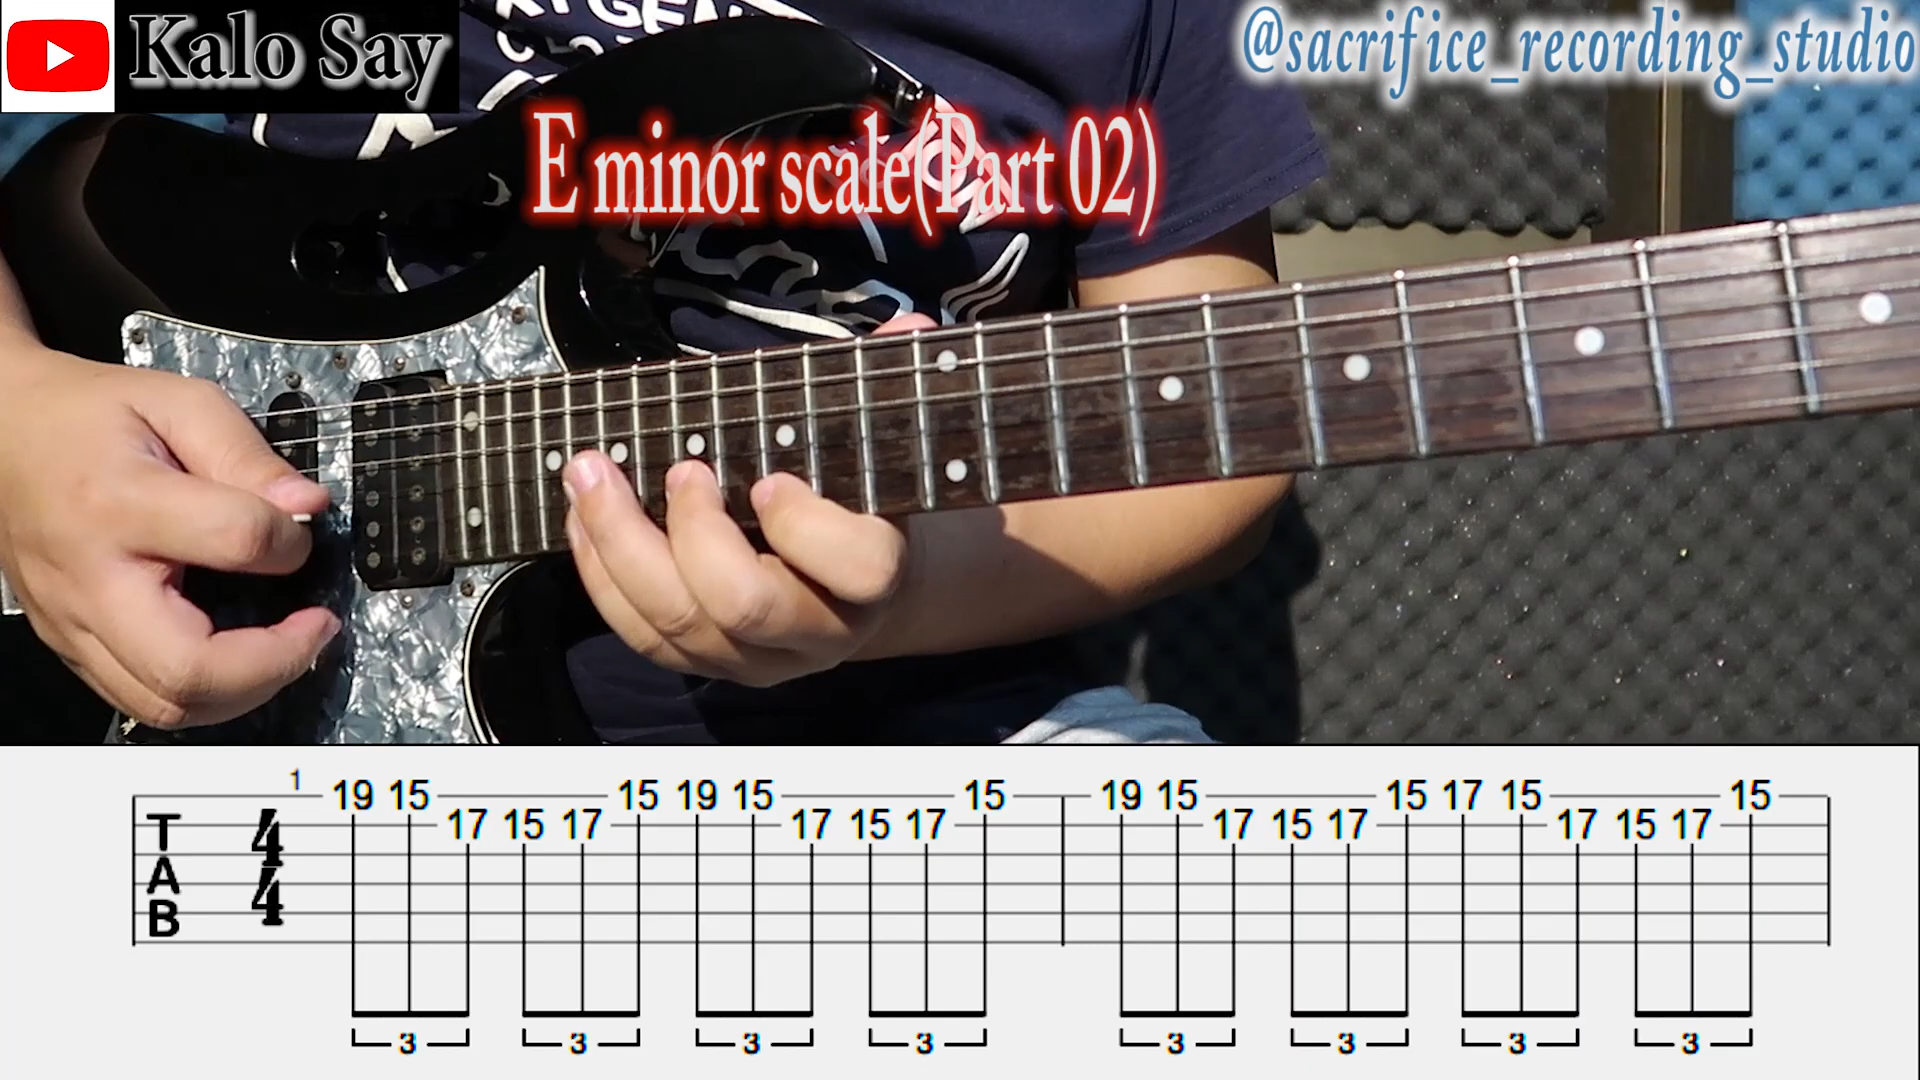 Kalo Say
@sacrifice_recording_studio
E minor scale(Part 02)
1
19 15 15 19 15 15 19 15 15 17 15 15
17 15 17 17 15 17 17 15 17 17 15 17
T
A
B
4
4
3 3 3 3 3 3 3 3